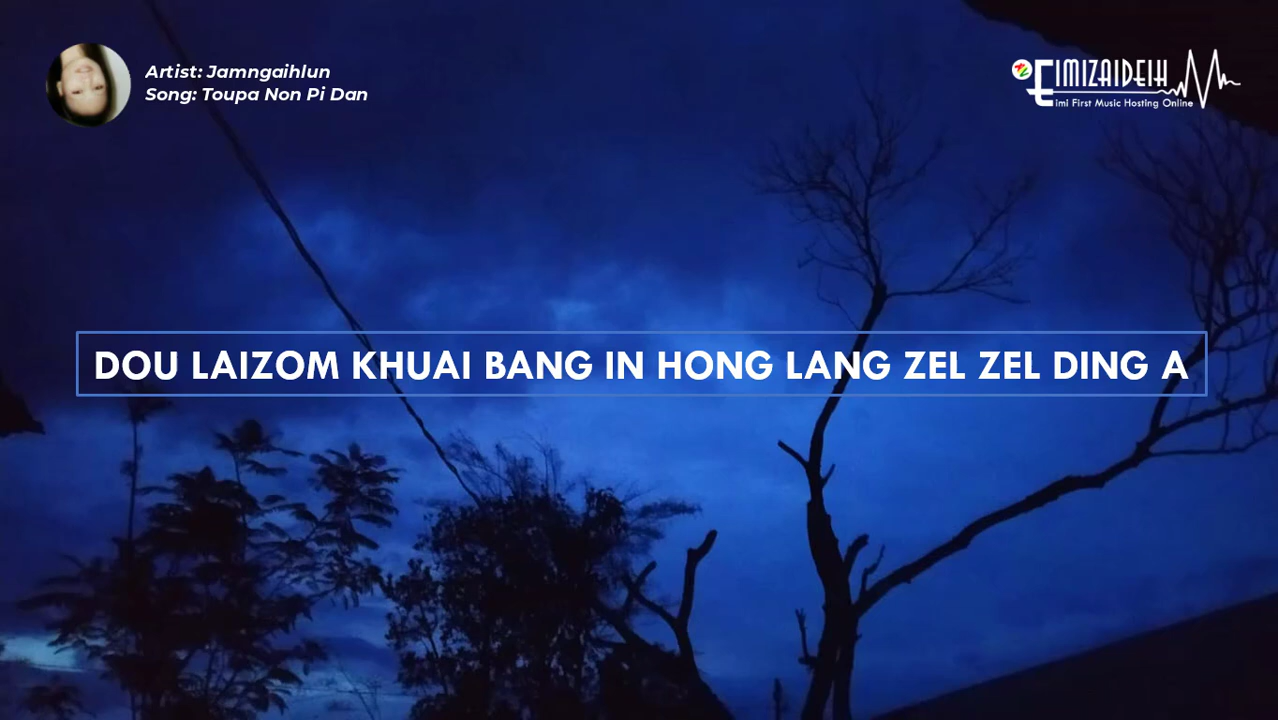 Artist: Jamngaihlun
Song: Toupa Non Pi Dan
EIMIZAIDEIH
Eimi First Music Hosting Online
DOU LAIZOM KHUAI BANG IN HONG LANG ZEL ZEL DING A